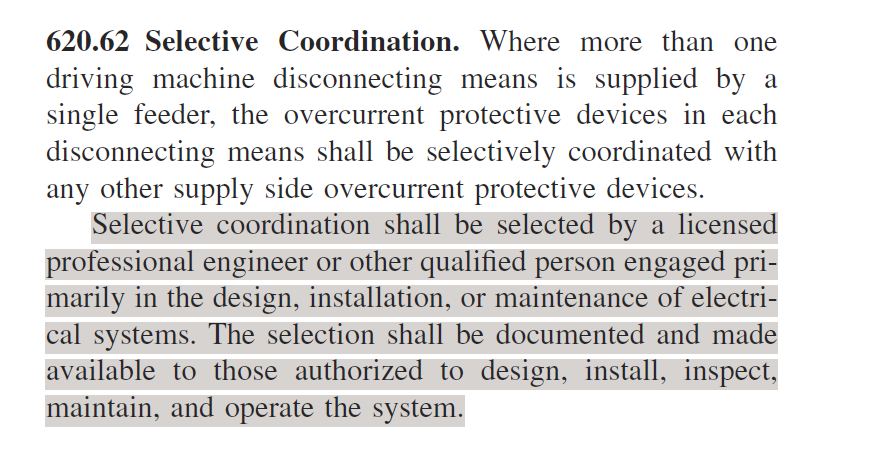 620.62 Selective Coordination. Where more than one
driving machine disconnecting means is supplied by a
single feeder, the overcurrent protective devices in each
disconnecting means shall be selectively coordinated with
any other supply side overcurrent protective devices.
Selective coordination shall be selected by a licensed
professional engineer or other qualified person engaged pri-
marily in the design, installation, or maintenance of electri-
cal systems. The selection shall be documented and made
available to those authorized to design, install, inspect,
maintain, and operate the system.